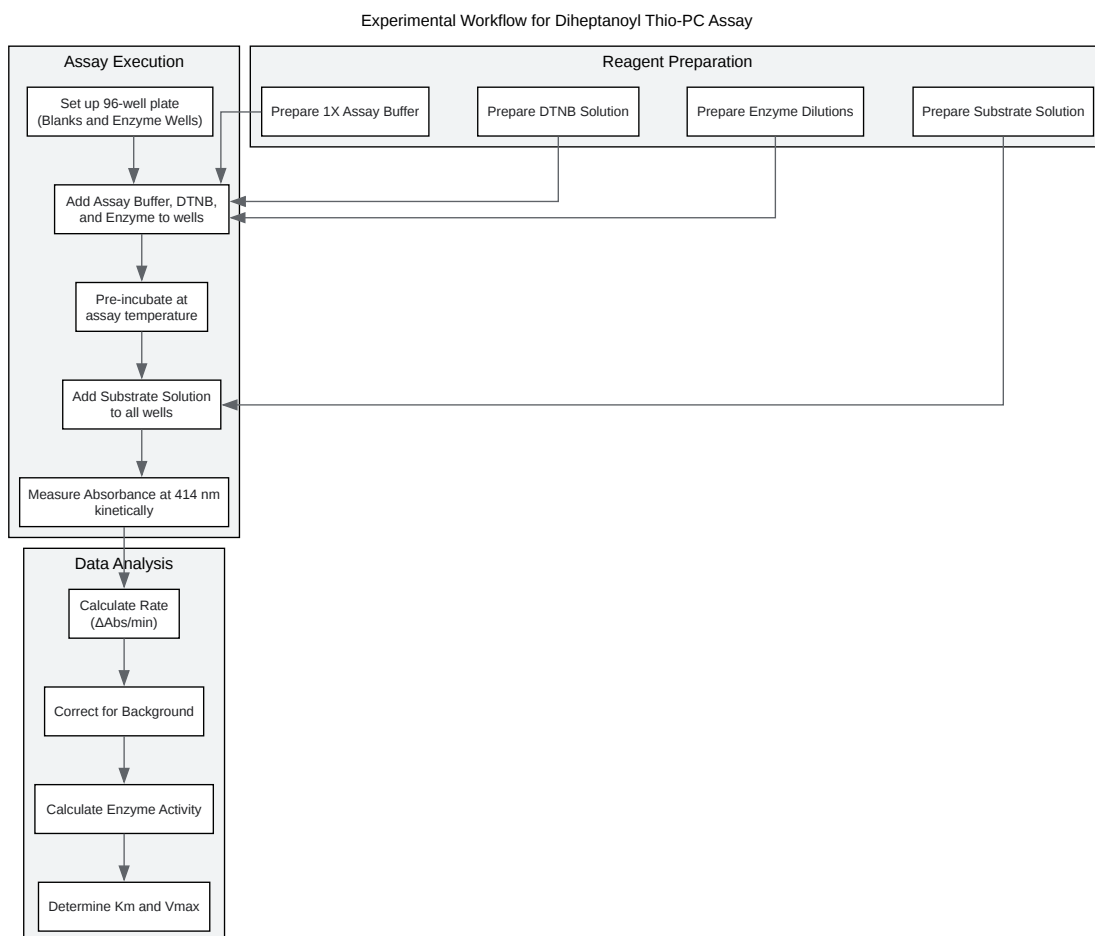 Experimental Workflow for Diheptanoyl Thio-PC Assay
Assay Execution
Reagent Preparation
Set up 96-well plate
(Blanks and Enzyme Wells)
Prepare 1X Assay Buffer
Prepare DTNB Solution
Prepare Enzyme Dilutions
Prepare Substrate Solution
Add Assay Buffer, DTNB,
and Enzyme to wells
Pre-incubate at
assay temperature
Add Substrate Solution
to all wells
Measure Absorbance at 414 nm
kinetically
Data Analysis
Calculate Rate
(ΔAbs/min)
Correct for Background
Calculate Enzyme Activity
Determine Km and Vmax